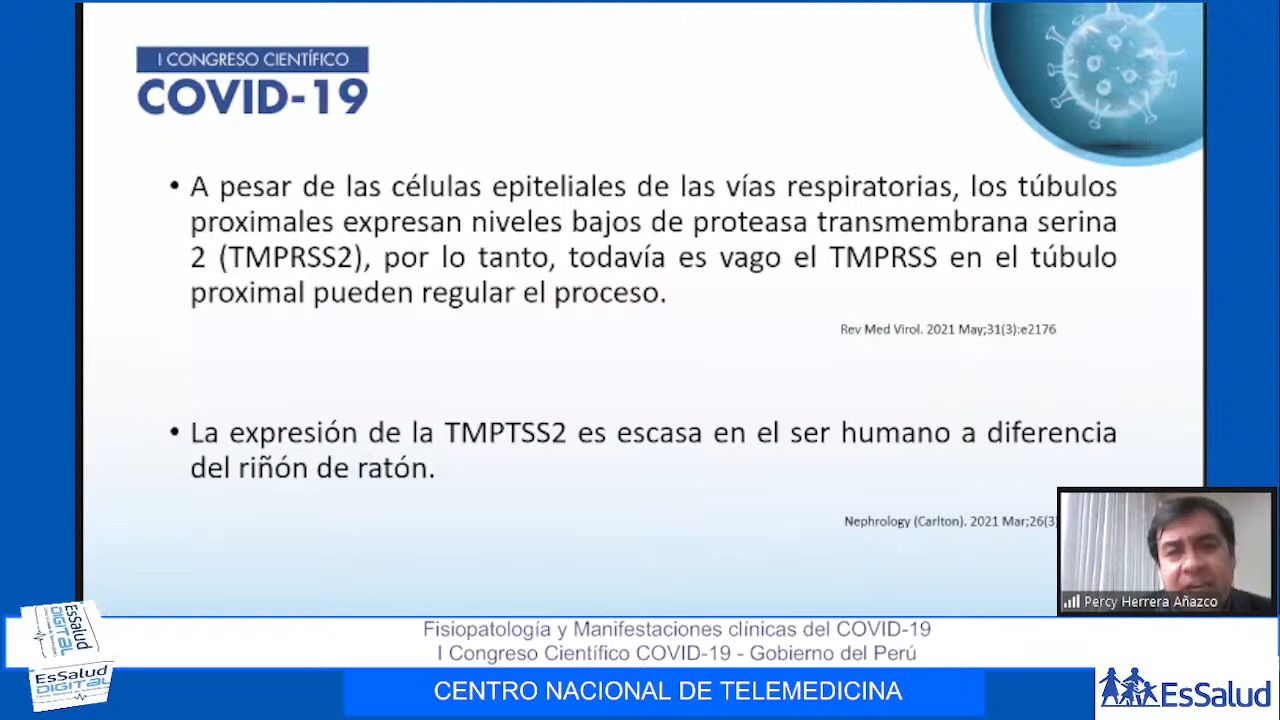 I CONGRESO CIENTÍFICO
COVID-19
• A pesar de las células epiteliales de las vías respiratorias, los túbulos
proximales expresan niveles bajos de proteasa transmembrana serina
2 (TMPRSS2), por lo tanto, todavía es vago el TMPRSS en el túbulo
proximal pueden regular el proceso.
Rev Med Virol. 2021 May;31(3):e2176
• La expresión de la TMPTSS2 es escasa en el ser humano a diferencia
del riñón de ratón.
Nephrology (Carlton). 2021 Mar;26(3)
Percy Herrera Añazco
EsSalud
DIGITAL
EsSalud
DIGITAL
Fisiopatología y Manifestaciones clínicas del COVID-19
I Congreso Científico COVID-19 - Gobierno del Perú
CENTRO NACIONAL DE TELEMEDICINA
EsSalud